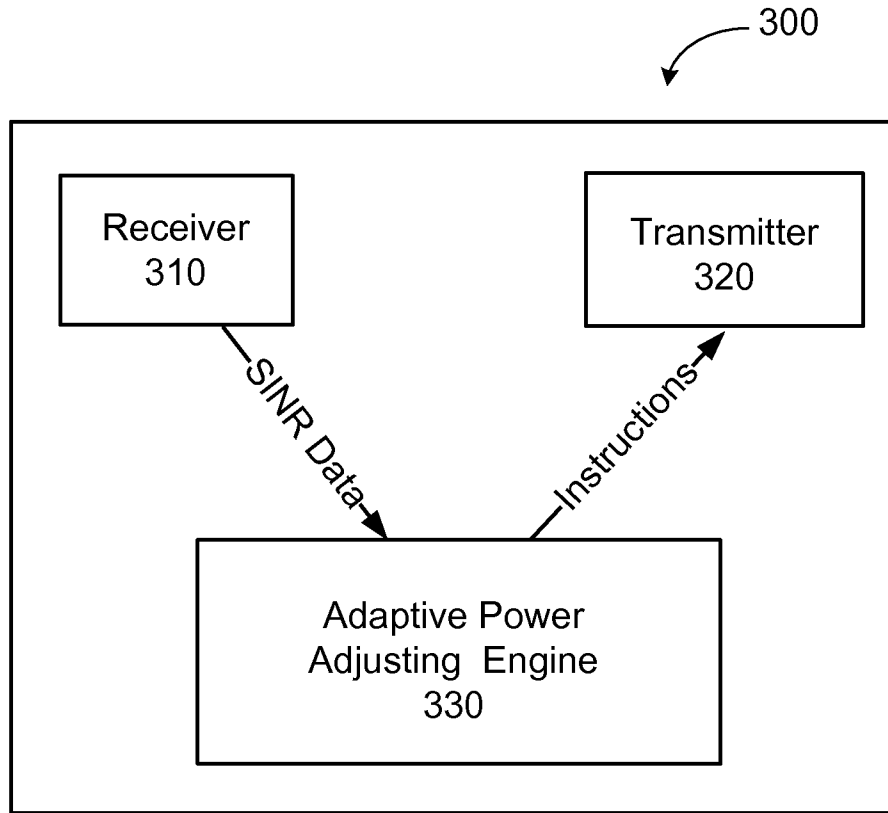 300
Receiver
310
Transmitter
320
SINR Data
Instructions
Adaptive Power
Adjusting Engine
330